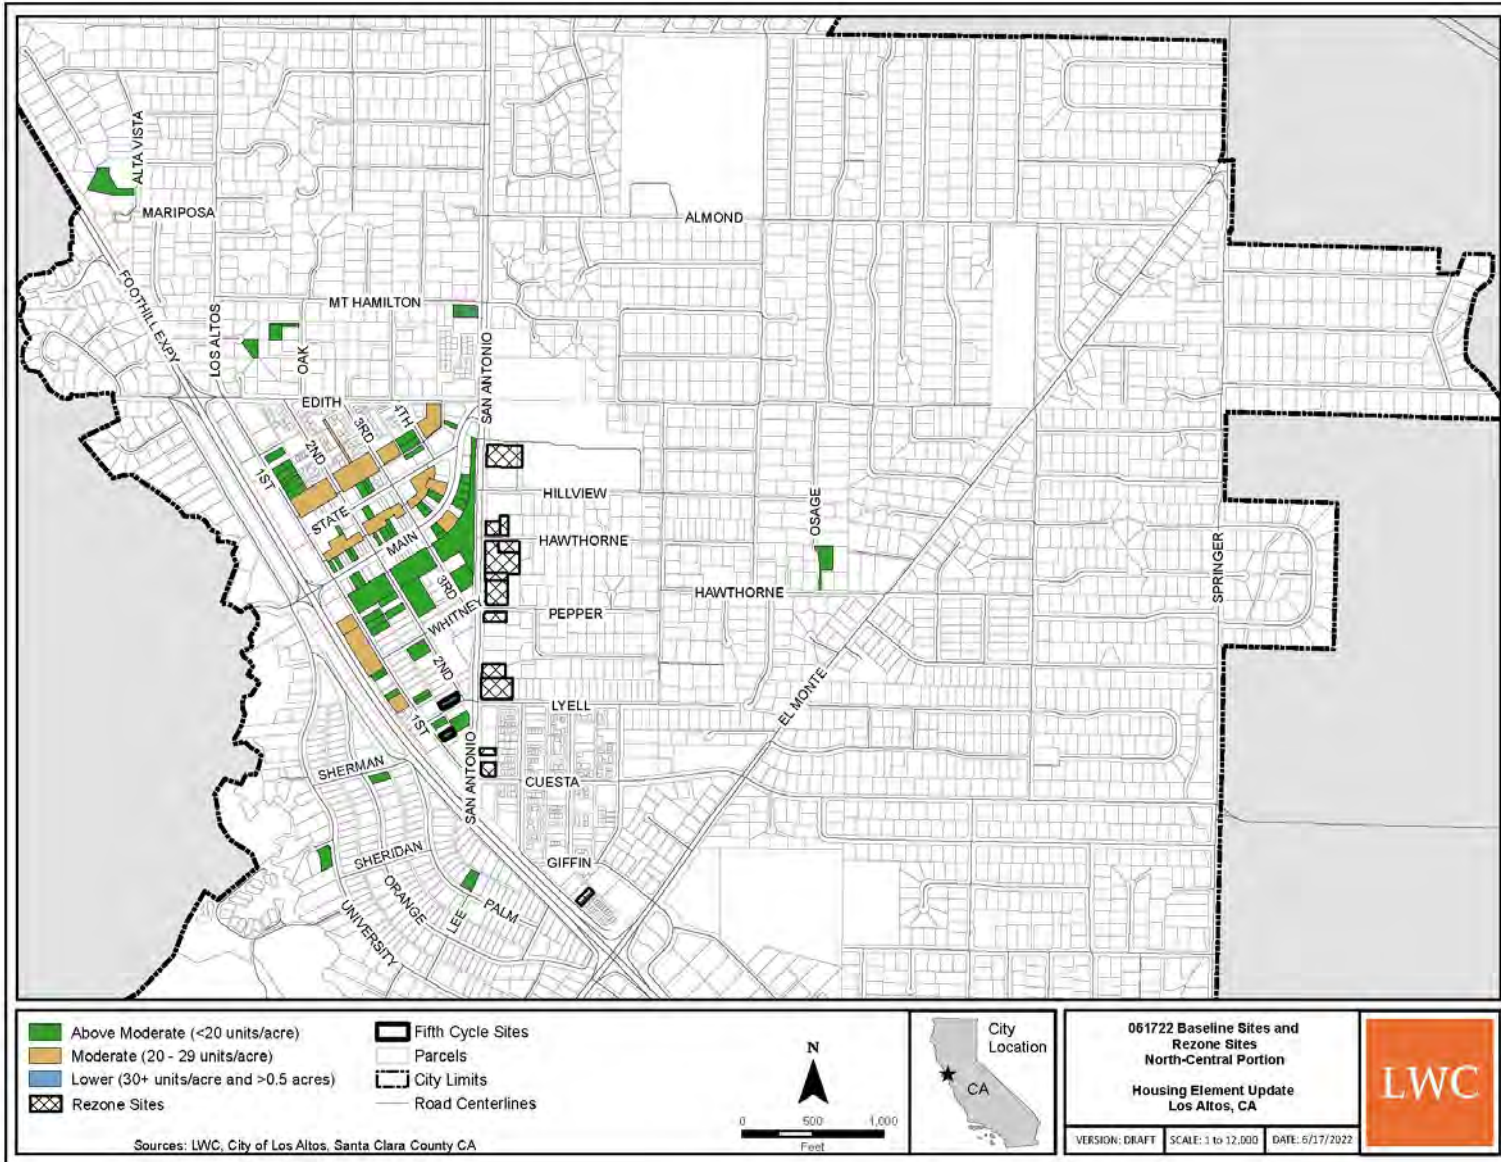 ALTA VISTA
MARIPOSA
ALMOND
FOOTHILL EXPY
MT HAMILTON
LOS ALTOS
OAK
SAN ANTONIO
EDITH
4TH
3RD
2ND
1ST
STATE
MAIN
HILLVIEW
OSAGE
HAWTHORNE
3RD
HAWTHORNE
SPRINGER
WHITNEY
PEPPER
2ND
EL MONTE
1ST
LYELL
SHERMAN
SAN ANTONIO
CUESTA
SHERIDAN
GIFFIN
ORANGE
UNIVERSITY
LEE
PALM
Above Moderate (<20 units/acre)
Moderate (20 - 29 units/acre)
Lower (30+ units/acre and >0.5 acres)
Rezone Sites
Fifth Cycle Sites
Parcels
City Limits
Road Centerlines
Sources: LWC, City of Los Altos, Santa Clara County CA
N
0 500 1,000
Feet
City
Location
CA
061722 Baseline Sites and
Rezone Sites
North-Central Portion
Housing Element Update
Los Altos, CA
VERSION: DRAFT SCALE: 1 to 12,000 DATE: 6/17/2022
LWC